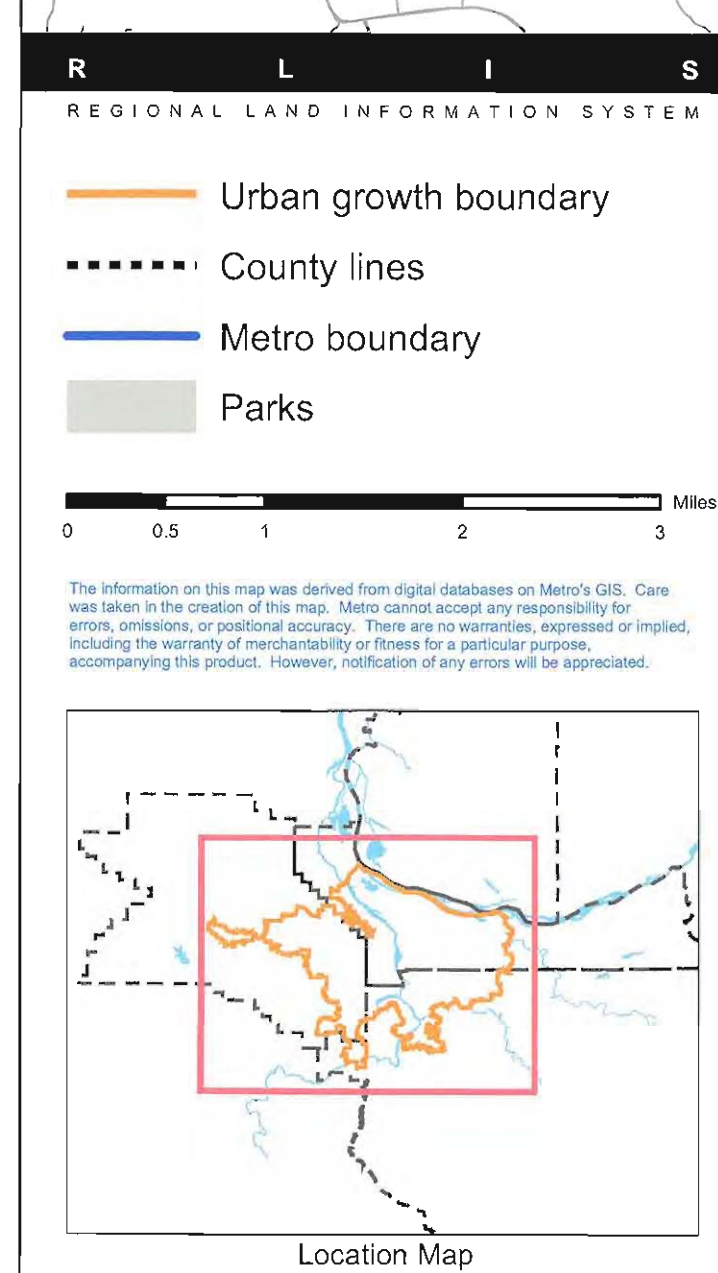 R L I S
REGIONAL LAND INFORMATION SYSTEM
Urban growth boundary
County lines
Metro boundary
Parks
Miles
0 0.5 1 2 3
The information on this map was derived from digital databases on Metro's GIS. Care
was taken in the creation of this map. Metro cannot accept any responsibility for
errors, omissions, or positional accuracy. There are no warranties, expressed or implied,
including the warranty of merchantability or fitness for a particular purpose,
accompanying this product. However, notification of any errors will be appreciated.
Location Map